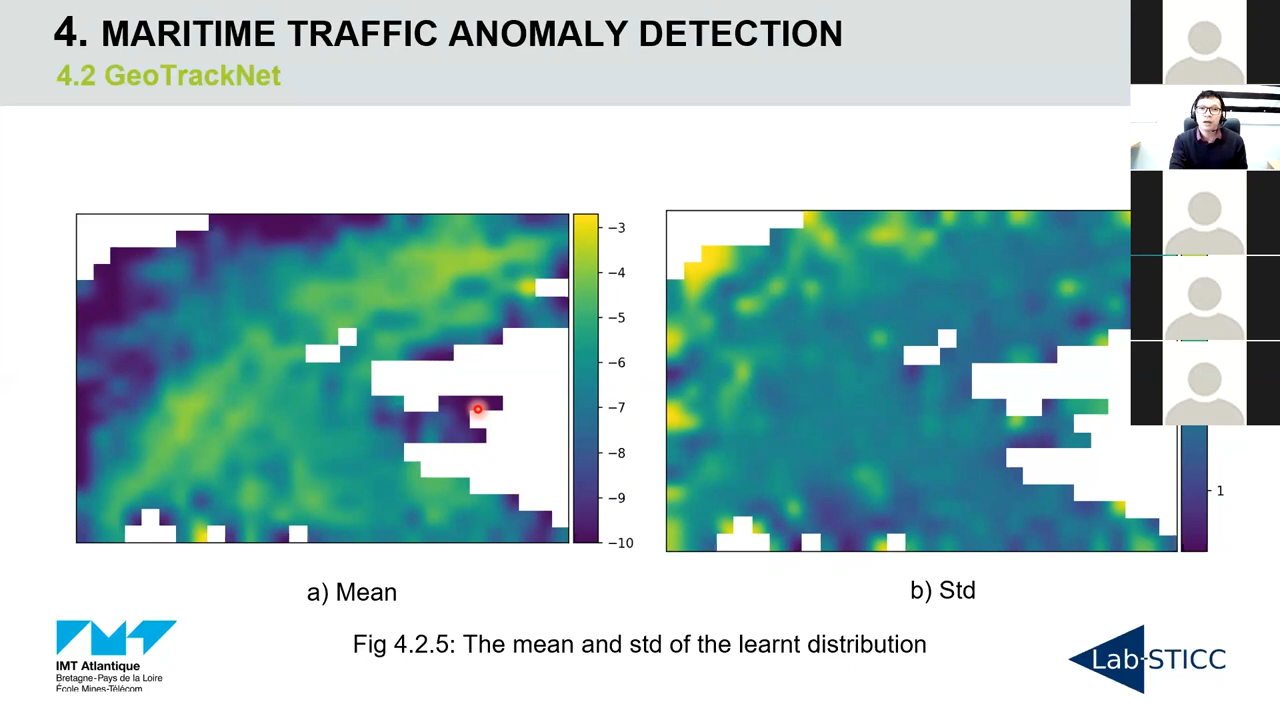 4. MARITIME TRAFFIC ANOMALY DETECTION
4.2 GeoTrackNet
−3
−4
−5
−6
−7
−8
−9
−10
1
a) Mean
b) Std
Fig 4.2.5: The mean and std of the learnt distribution
IMT Atlantique
Bretagne-Pays de la Loire
École Mines-Télécom
Lab-STICC